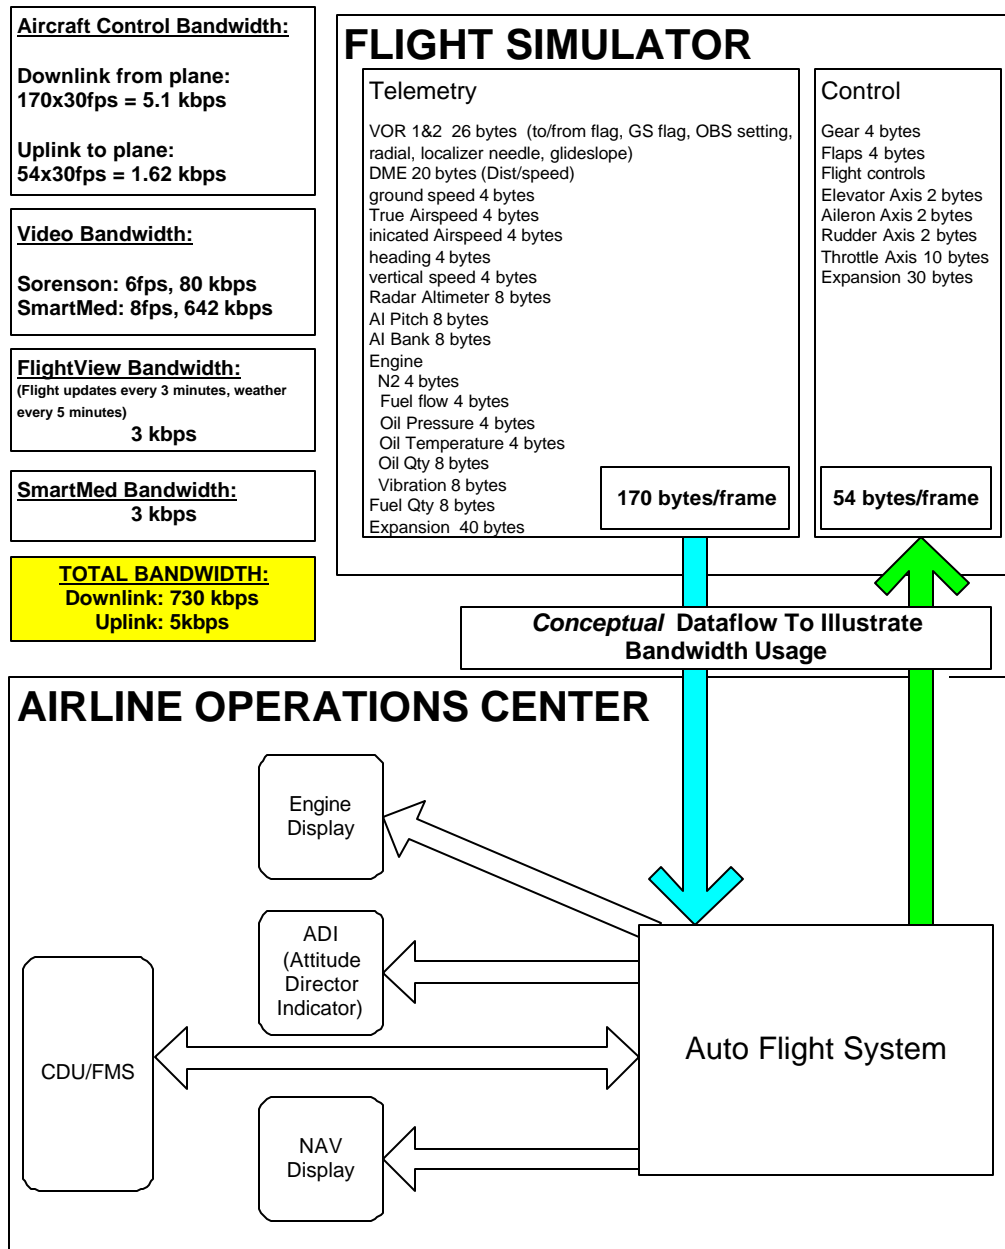 Aircraft Control Bandwidth:
Downlink from plane:
170x30fps = 5.1 kbps
Uplink to plane:
54x30fps = 1.62 kbps
Video Bandwidth:
Sorenson: 6fps, 80 kbps
SmartMed: 8fps, 642 kbps
FlightView Bandwidth:
(Flight updates every 3 minutes, weather
every 5 minutes)
3 kbps
SmartMed Bandwidth:
3 kbps
TOTAL BANDWIDTH:
Downlink: 730 kbps
Uplink: 5kbps
FLIGHT SIMULATOR
Telemetry
VOR 1&2 26 bytes (to/from flag, GS flag, OBS setting,
radial, localizer needle, glideslope)
DME 20 bytes (Dist/speed)
ground speed 4 bytes
True Airspeed 4 bytes
inicated Airspeed 4 bytes
heading 4 bytes
vertical speed 4 bytes
Radar Altimeter 8 bytes
AI Pitch 8 bytes
AI Bank 8 bytes
Engine
N2 4 bytes
Fuel flow 4 bytes
Oil Pressure 4 bytes
Oil Temperature 4 bytes
Oil Qty 8 bytes
Vibration 8 bytes
Fuel Qty 8 bytes
Expansion 40 bytes
170 bytes/frame
Control
Gear 4 bytes
Flaps 4 bytes
Flight controls
Elevator Axis 2 bytes
Aileron Axis 2 bytes
Rudder Axis 2 bytes
Throttle Axis 10 bytes
Expansion 30 bytes
54 bytes/frame
Conceptual Dataflow To Illustrate
Bandwidth Usage
AIRLINE OPERATIONS CENTER
Engine
Display
ADI
(Attitude
Director
Indicator)
CDU/FMS
NAV
Display
Auto Flight System